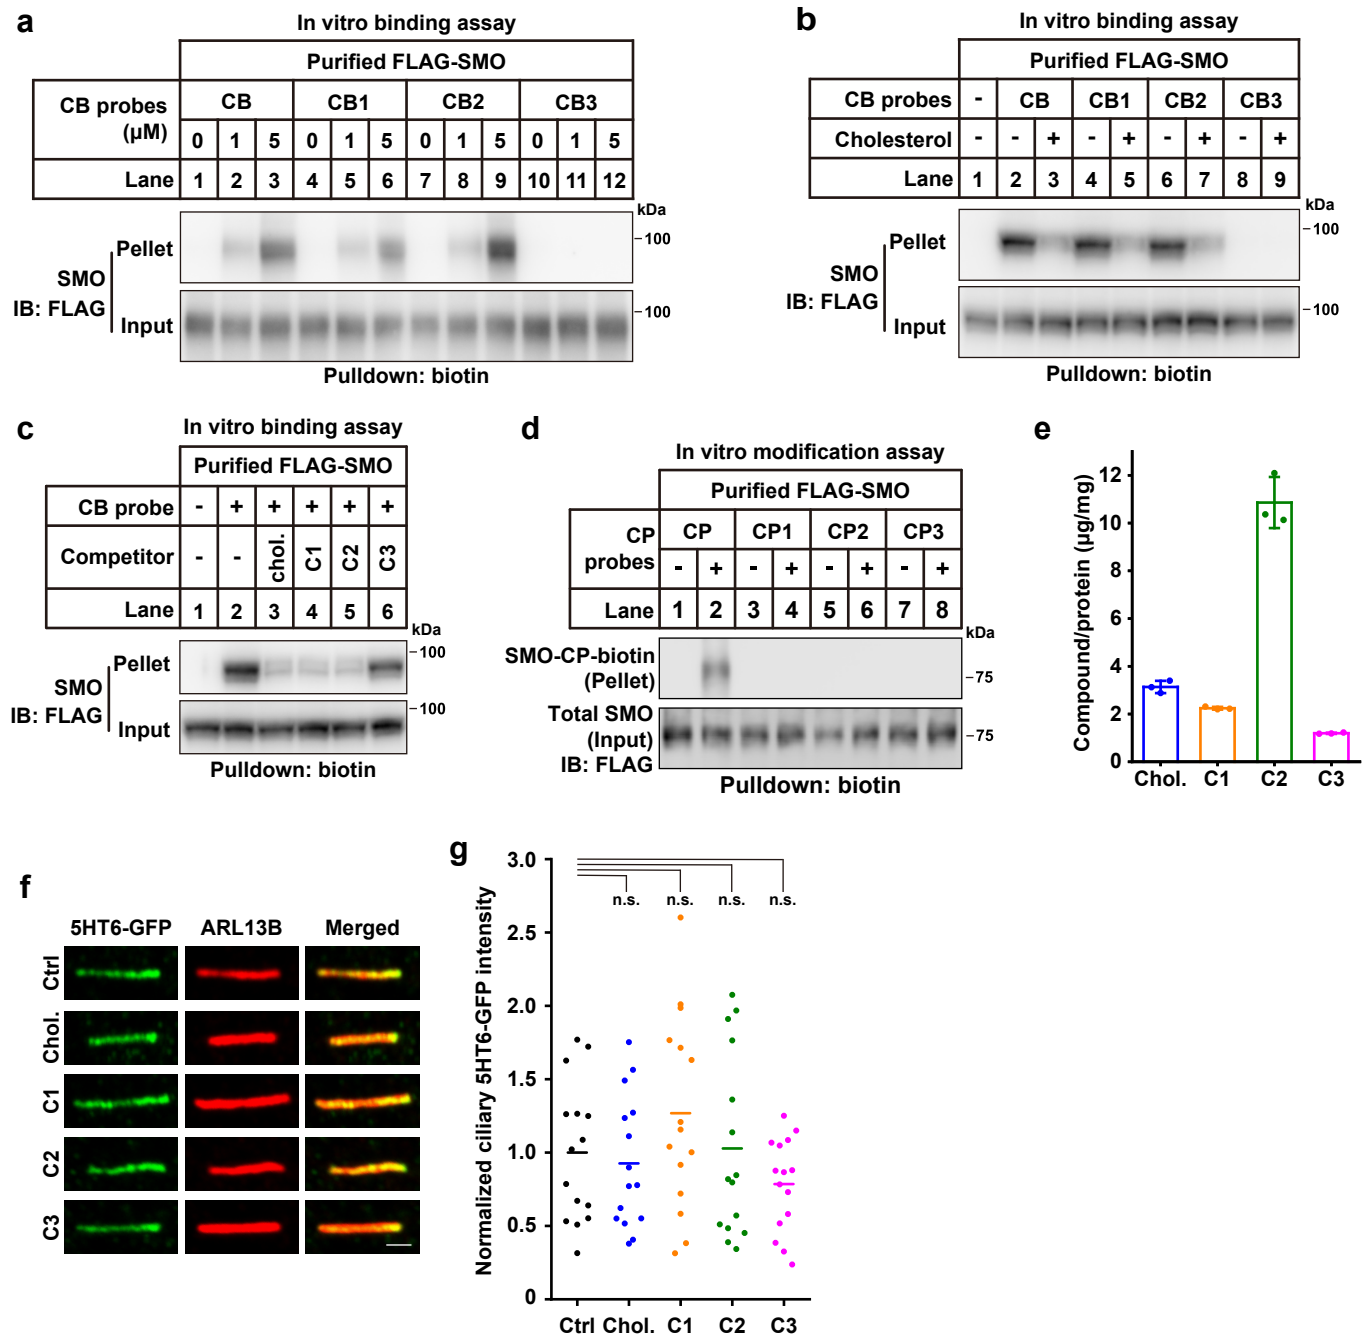 a
In vitro binding assay
Purified FLAG-SMO
CB probes (µM) CB CB1 CB2 CB3
0 1 5 0 1 5 0 1 5 0 1 5
Lane 1 2 3 4 5 6 7 8 9 10 11 12
kDa
Pellet -100
SMO
IB: FLAG
Input -100
Pulldown: biotin
b
In vitro binding assay
Purified FLAG-SMO
CB probes - CB CB1 CB2 CB3
Cholesterol - - + - + - + - +
Lane 1 2 3 4 5 6 7 8 9
kDa
Pellet -100
SMO
IB: FLAG
Input -100
Pulldown: biotin
c
In vitro binding assay
Purified FLAG-SMO
CB probe - + + + + +
Competitor - - chol. C1 C2 C3
Lane 1 2 3 4 5 6
kDa
Pellet -100
SMO
IB: FLAG
Input -100
Pulldown: biotin
d
In vitro modification assay
Purified FLAG-SMO
CP probes CP CP1 CP2 CP3
- + - + - + - +
Lane 1 2 3 4 5 6 7 8
kDa
SMO-CP-biotin
(Pellet) -75
Total SMO
(Input) -75
IB: FLAG
Pulldown: biotin
e
Compound/protein (µg/mg)
12
10
8
6
4
2
0
Chol. C1 C2 C3
f
5HT6-GFP ARL13B Merged
Ctrl
Chol.
C1
C2
C3
g
Normalized ciliary 5HT6-GFP intensity
3.0
2.5
2.0
1.5
1.0
0.5
0
n.s. n.s. n.s. n.s.
Ctrl Chol. C1 C2 C3